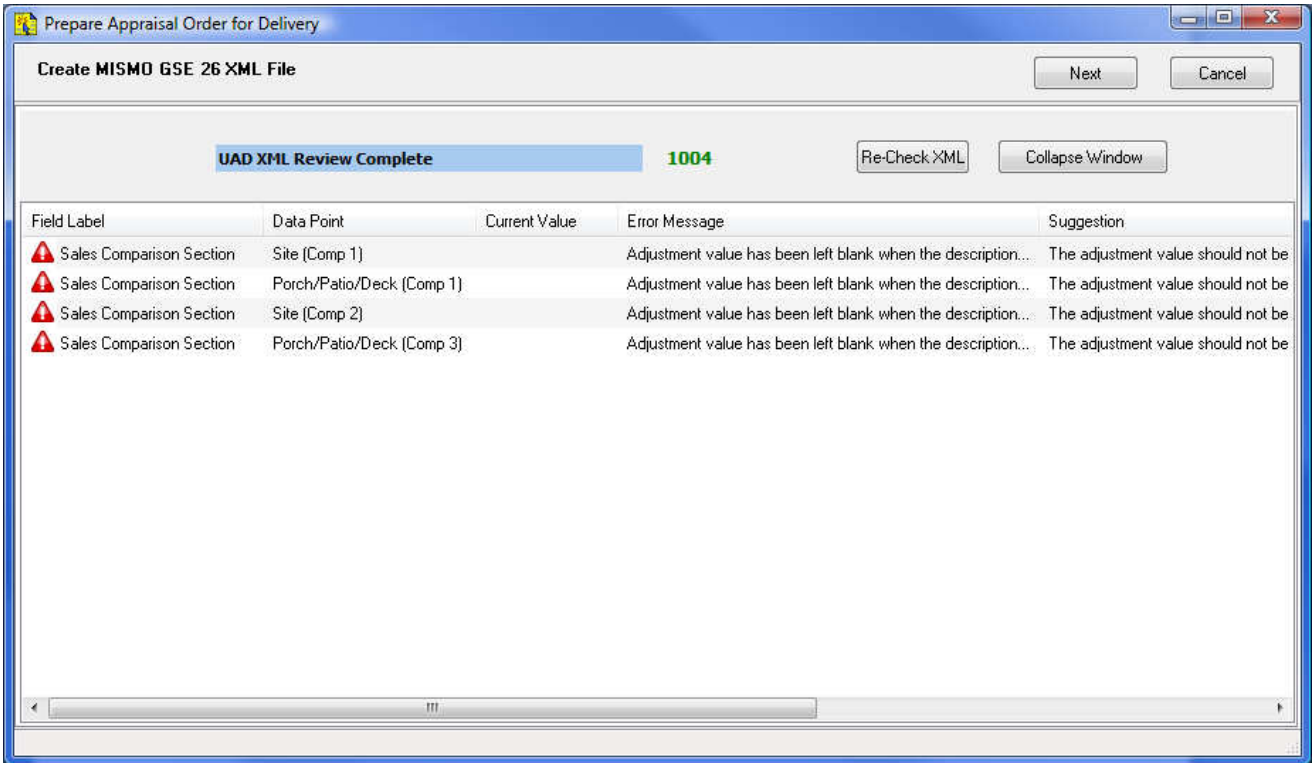 Prepare Appraisal Order for Delivery
Create MISMO GSE 26 XML File Next Cancel
UAD XML Review Complete 1004 Re-Check XML Collapse Window
Field Label Data Point Current Value Error Message Suggestion
Sales Comparison Section Site (Comp 1) Adjustment value has been left blank when the description... The adjustment value should not be
Sales Comparison Section Porch/Patio/Deck (Comp 1) Adjustment value has been left blank when the description... The adjustment value should not be
Sales Comparison Section Site (Comp 2) Adjustment value has been left blank when the description... The adjustment value should not be
Sales Comparison Section Porch/Patio/Deck (Comp 3) Adjustment value has been left blank when the description... The adjustment value should not be